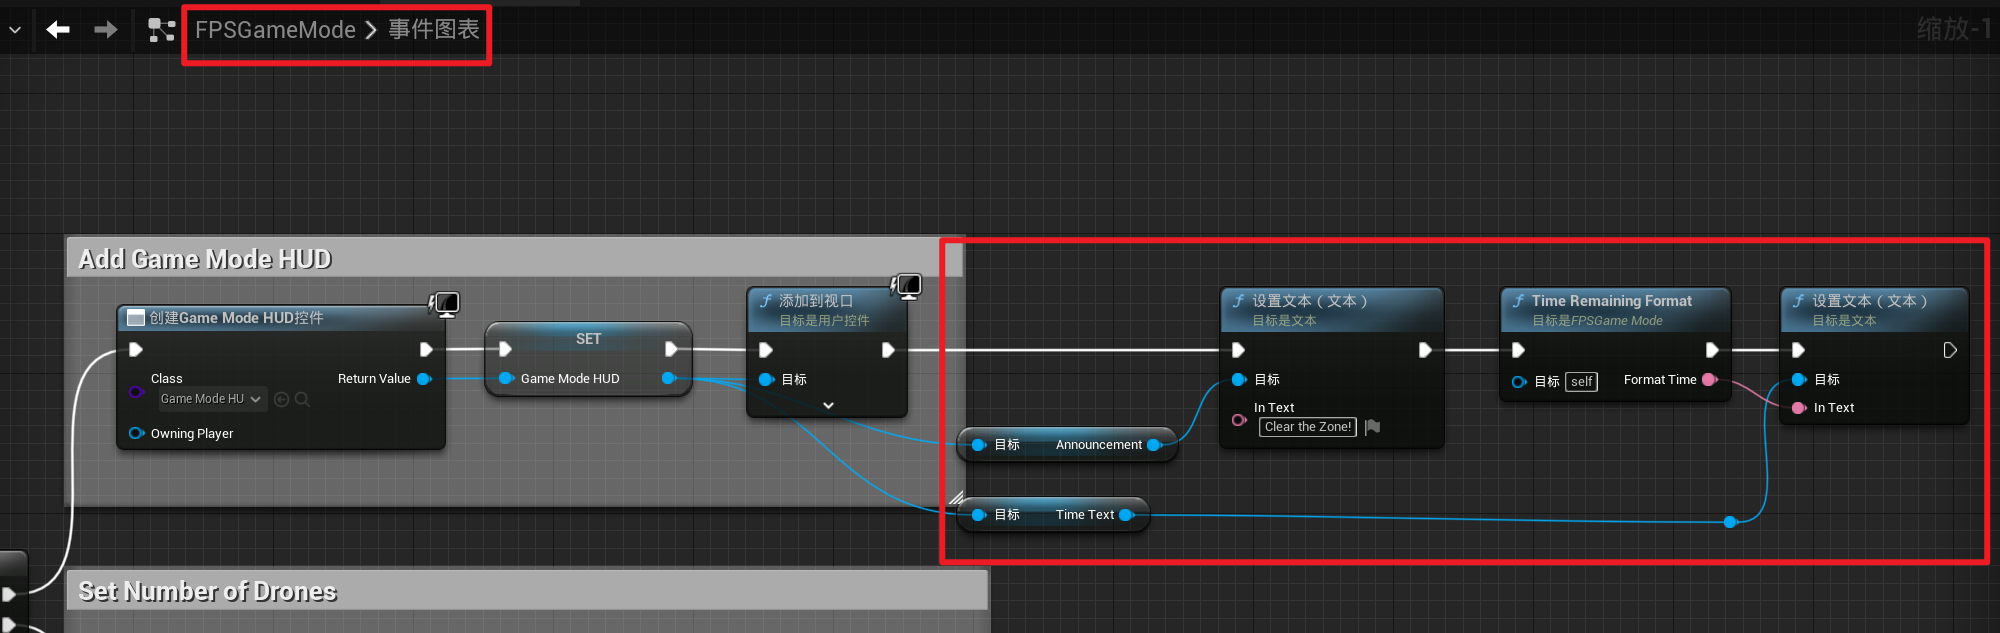 FPSGameMode > 事件图表
缩放-1
Add Game Mode HUD
创建Game Mode HUD控件
Class
Game Mode HU
Return Value
Owning Player
SET
Game Mode HUD
添加到视口
目标是用户控件
目标
目标 Announcement
目标 Time Text
设置文本（文本）
目标是文本
目标
In Text
Clear the Zone!
Time Remaining Format
目标是FPSGame Mode
目标 self
Format Time
设置文本（文本）
目标是文本
目标
In Text
Set Number of Drones